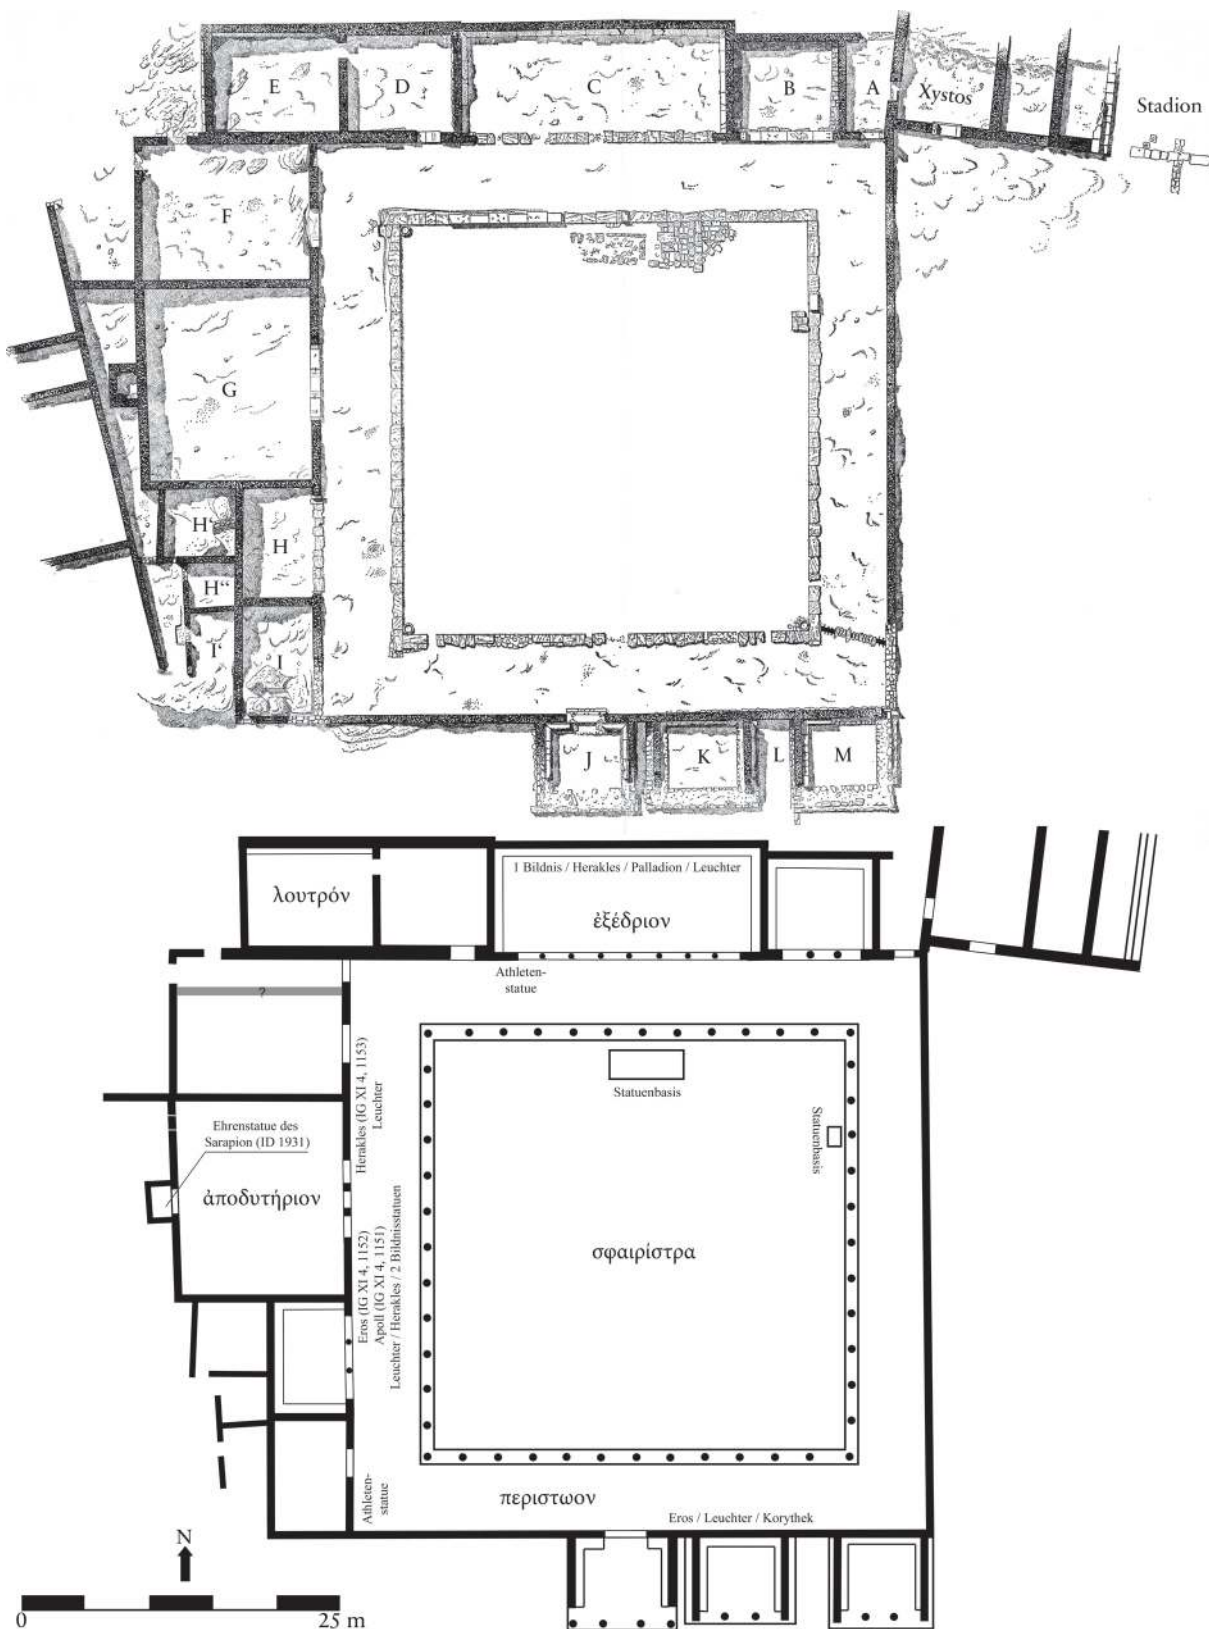 E
D
C
B
A
Xystos
Stadion
F
G
H‘
H
H“
I‘
I
J
K
L
M
1 Bildnis / Herakles / Palladion / Leuchter
λουτρόν
ἐξέδριον
Athleten-
statue
?
Herakles (IG XI 4, 1153)
Leuchter
Statuenbasis
Statuenbasis
Ehrenstatue des
Sarapion (ID 1931)
ἀποδυτήριον
σφαιρίστρα
Eros (IG XI 4, 1152)
Apoll (IG XI 4, 1151)
Leuchter / Herakles / 2 Bildnisstatuen
Athleten-
statue
περιστωον
Eros / Leuchter / Korythek
N
0
25 m